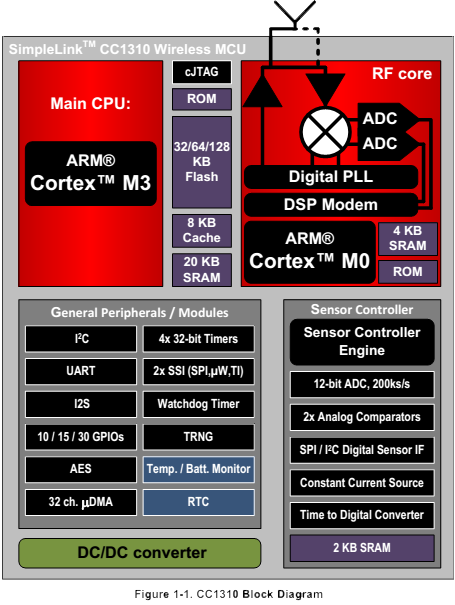 SimpleLink™ CC1310 Wireless MCU
Main CPU:
ARM®
Cortex™ M3
cJTAG
ROM
32/64/128
KB
Flash
8 KB
Cache
20 KB
SRAM
RF core
ADC
ADC
Digital PLL
DSP Modem
ARM®
Cortex™ M0
4 KB
SRAM
ROM
General Peripherals / Modules
I²C
4x 32-bit Timers
UART
2x SSI (SPI,µW,TI)
I2S
Watchdog Timer
10 / 15 / 30 GPIOs
TRNG
AES
Temp. / Batt. Monitor
32 ch. µDMA
RTC
Sensor Controller
Sensor Controller
Engine
12-bit ADC, 200ks/s
2x Analog Comparators
SPI / I²C Digital Sensor IF
Constant Current Source
Time to Digital Converter
2 KB SRAM
DC/DC converter
Figure 1-1. CC1310 Block Diagram